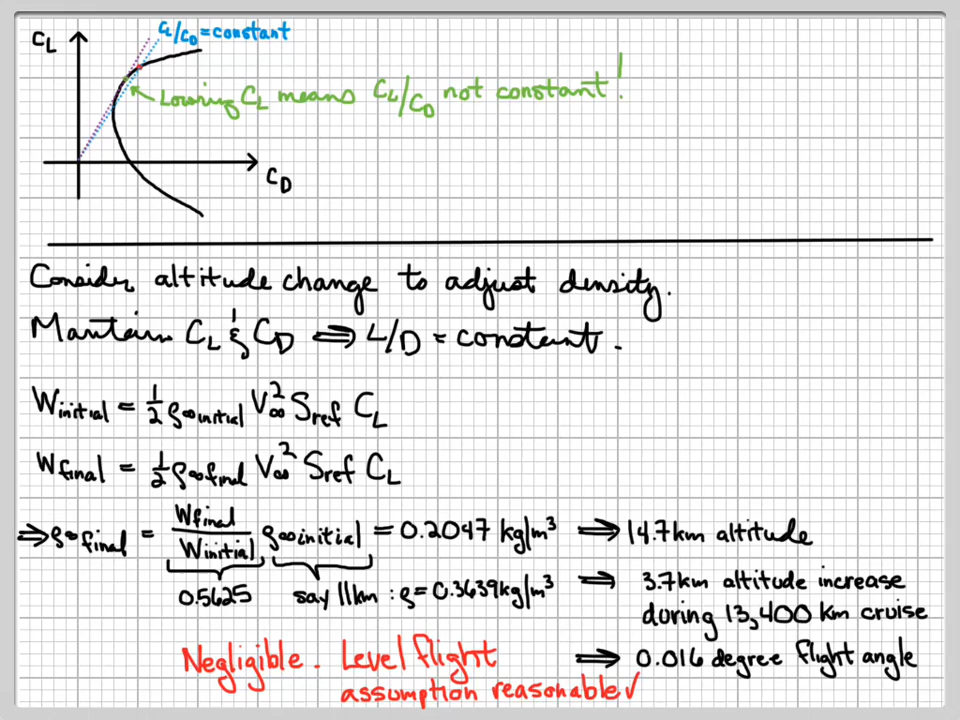 CL
CL/CD = constant
Lowering CL means CL/CD not constant!
CD
Consider altitude change to adjust density.
Mantain CL & CD ⟹ L/D = constant.
Winitial = 1/2 ρ∞initial V∞² Sref CL
Wfinal = 1/2 ρ∞final V∞² Sref CL
⟹ ρ∞final = Wfinal/Winitial ρ∞initial = 0.2047 kg/m³ ⟹ 14.7km altitude
0.5625 say 11km : ρ = 0.3639kg/m³ ⟹ 3.7km altitude increase
during 13,400 km cruise
Negligible. Level flight ⟹ 0.016 degree flight angle
assumption reasonable ✓